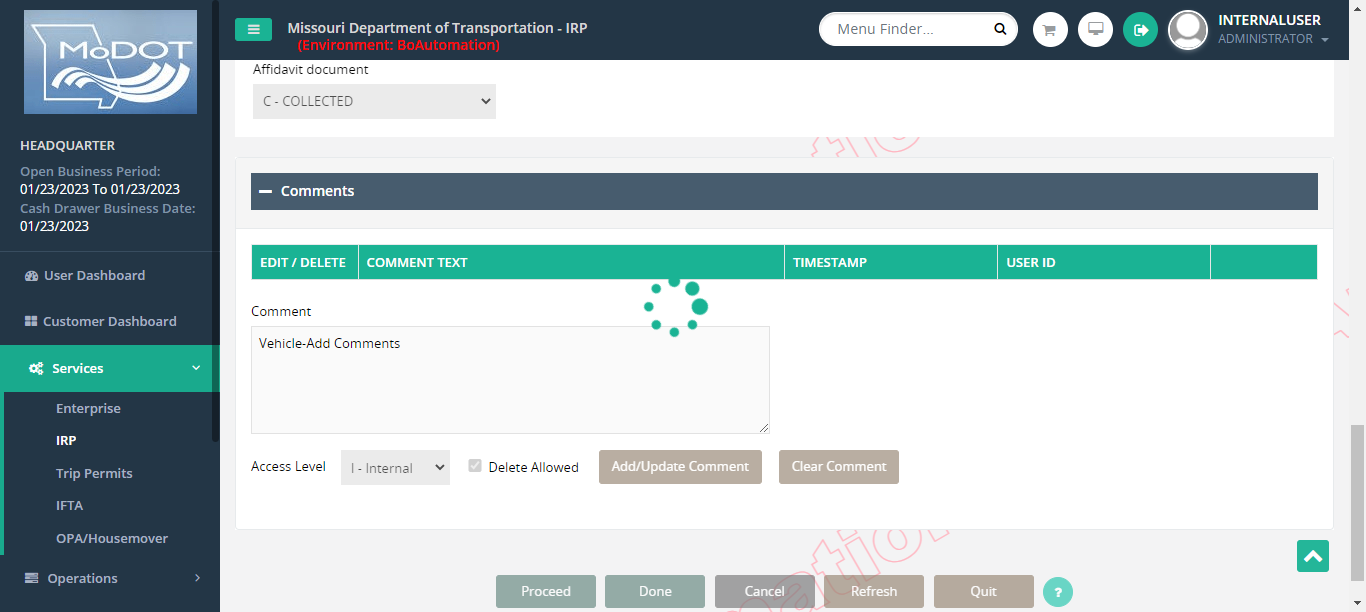 MoDOT
Missouri Department of Transportation - IRP
(Environment: BoAutomation)
Menu Finder...
INTERNALUSER
ADMINISTRATOR
HEADQUARTER
Open Business Period:
01/23/2023 To 01/23/2023
Cash Drawer Business Date:
01/23/2023
User Dashboard
Customer Dashboard
Services
Enterprise
IRP
Trip Permits
IFTA
OPA/Housemover
Operations
Affidavit document
C - COLLECTED
Comments
EDIT / DELETE COMMENT TEXT TIMESTAMP USER ID
Comment
Vehicle-Add Comments
Access Level I - Internal Delete Allowed Add/Update Comment Clear Comment
Proceed Done Cancel Refresh Quit ?